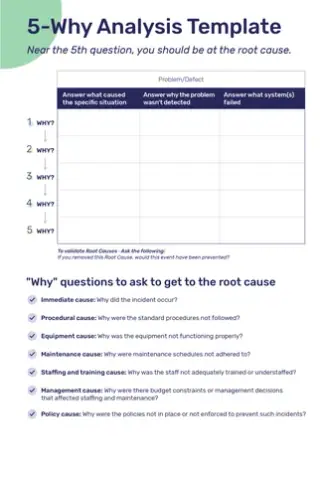 5-Why Analysis Template
Near the 5th question, you should be at the root cause.
Problem/Defect
Answer what caused the specific situation
Answer why the problem wasn't detected
Answer what system(s) failed
1 WHY?
2 WHY?
3 WHY?
4 WHY?
5 WHY?
To validate Root Causes - Ask the following:
If you removed this Root Cause, would this event have been prevented?
"Why" questions to ask to get to the root cause
Immediate cause: Why did the incident occur?
Procedural cause: Why were the standard procedures not followed?
Equipment cause: Why was the equipment not functioning properly?
Maintenance cause: Why were maintenance schedules not adhered to?
Staffing and training cause: Why was the staff not adequately trained or understaffed?
Management cause: Why were there budget constraints or management decisions
that affected staffing and maintenance?
Policy cause: Why were the policies not in place or not enforced to prevent such incidents?